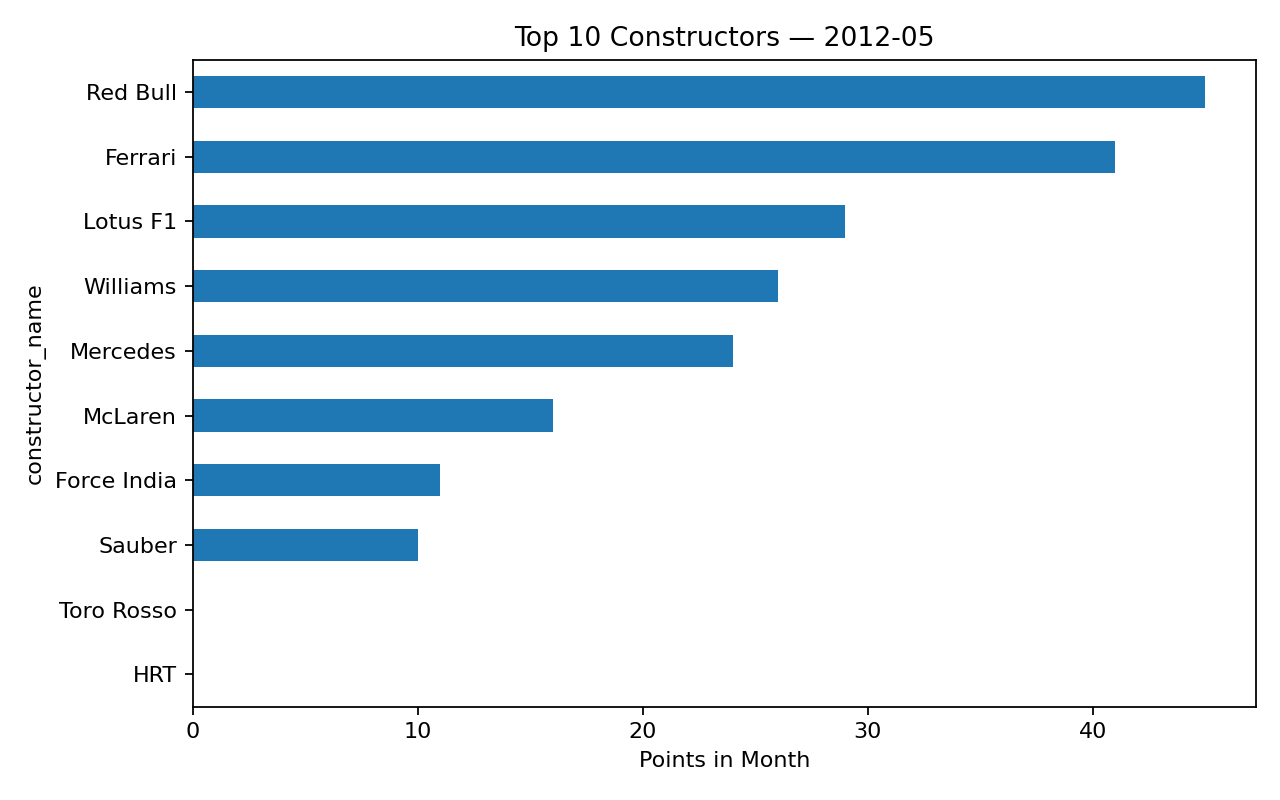 Top 10 Constructors — 2012-05
constructor_name
Red Bull
Ferrari
Lotus F1
Williams
Mercedes
McLaren
Force India
Sauber
Toro Rosso
HRT
0 10 20 30 40
Points in Month